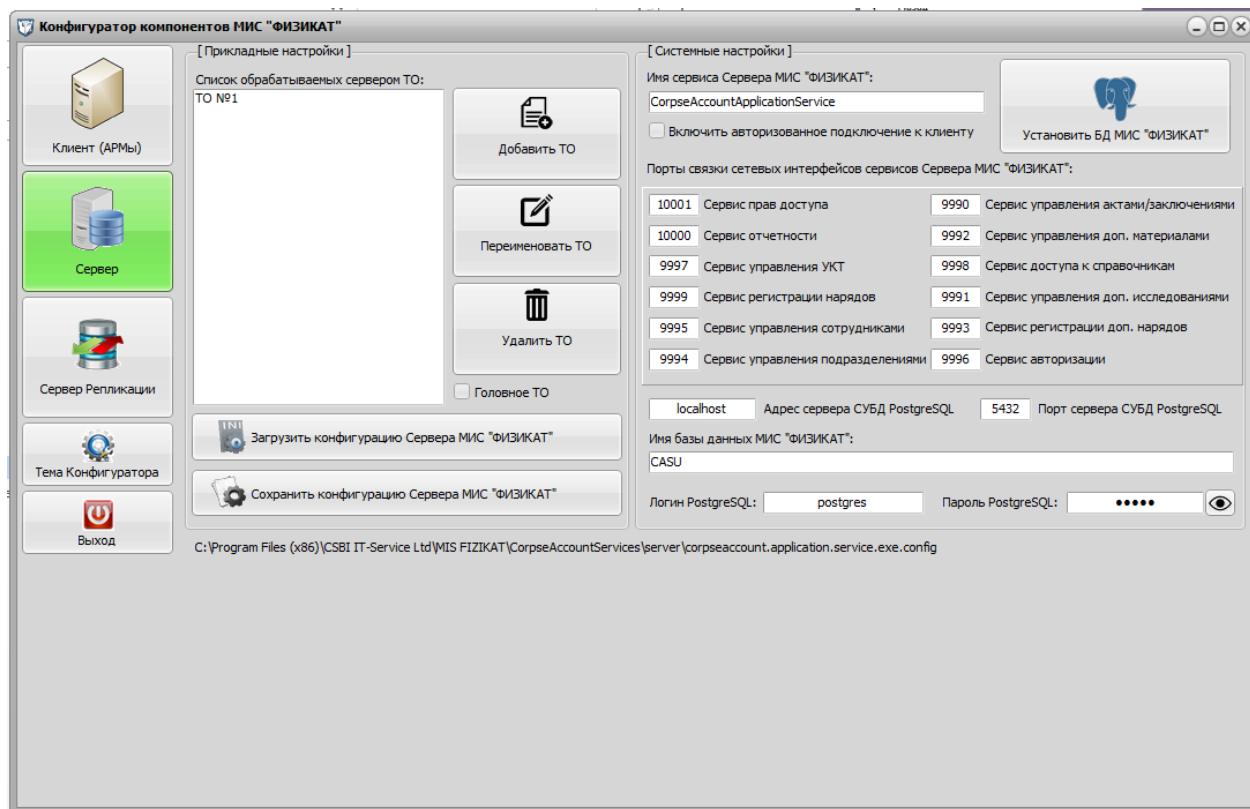 Конфигуратор компонентов МИС "ФИЗИКАТ"
Клиент (АРМы)
Сервер
Сервер Репликации
Тема Конфигуратора
Выход
[ Прикладные настройки ]
Список обрабатываемых сервером ТО:
ТО №1
Добавить ТО
Переименовать ТО
Удалить ТО
Головное ТО
INI
Загрузить конфигурацию Сервера МИС "ФИЗИКАТ"
Сохранить конфигурацию Сервера МИС "ФИЗИКАТ"
[ Системные настройки ]
Имя сервиса Сервера МИС "ФИЗИКАТ":
CorpseAccountApplicationService
Включить авторизованное подключение к клиенту
Установить БД МИС "ФИЗИКАТ"
Порты связки сетевых интерфейсов сервисов Сервера МИС "ФИЗИКАТ":
10001 Сервис прав доступа 9990 Сервис управления актами/заключениями
10000 Сервис отчетности 9992 Сервис управления доп. материалами
9997 Сервис управления УКТ 9998 Сервис доступа к справочникам
9999 Сервис регистрации нарядов 9991 Сервис управления доп. исследованиями
9995 Сервис управления сотрудниками 9993 Сервис регистрации доп. нарядов
9994 Сервис управления подразделениями 9996 Сервис авторизации
localhost Адрес сервера СУБД PostgreSQL 5432 Порт сервера СУБД PostgreSQL
Имя базы данных МИС "ФИЗИКАТ":
CASU
Логин PostgreSQL: postgres Пароль PostgreSQL: •••••
C:\Program Files (x86)\CSBI IT-Service Ltd\MIS FIZIKAT\CorpseAccountServices\server\corpseaccount.application.service.exe.config